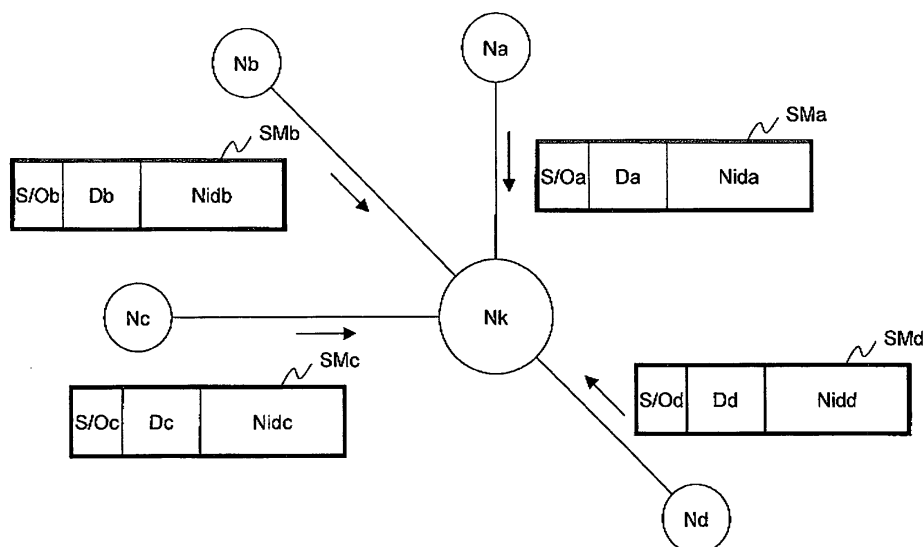 Na
Nb
SMb
SMa
S/Ob Db Nidb
S/Oa Da Nida
Nc
Nk
SMc
SMd
S/Oc Dc Nidc
S/Od Dd Nidd
Nd